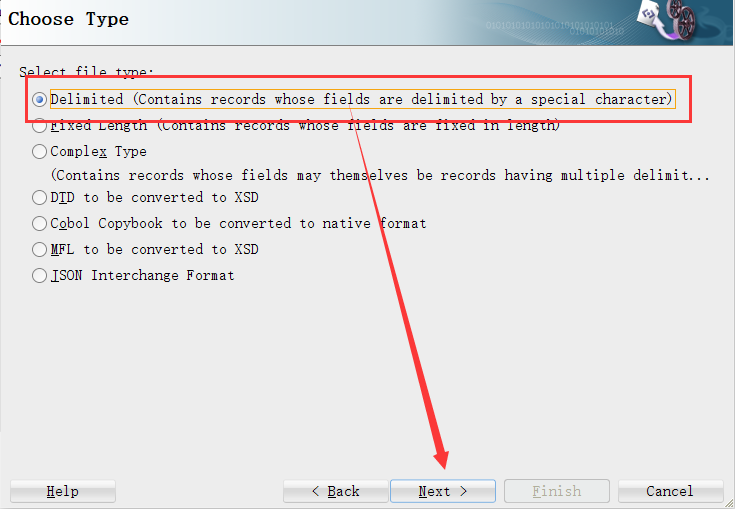 Choose Type
010101010101010101010101
0101010101
Select file type:
Delimited (Contains records whose fields are delimited by a special character)
Fixed Length (Contains records whose fields are fixed in length)
Complex Type
(Contains records whose fields may themselves be records having multiple delimit...
DTD to be converted to XSD
Cobol Copybook to be converted to native format
MFL to be converted to XSD
JSON Interchange Format
Help
< Back
Next >
Finish
Cancel